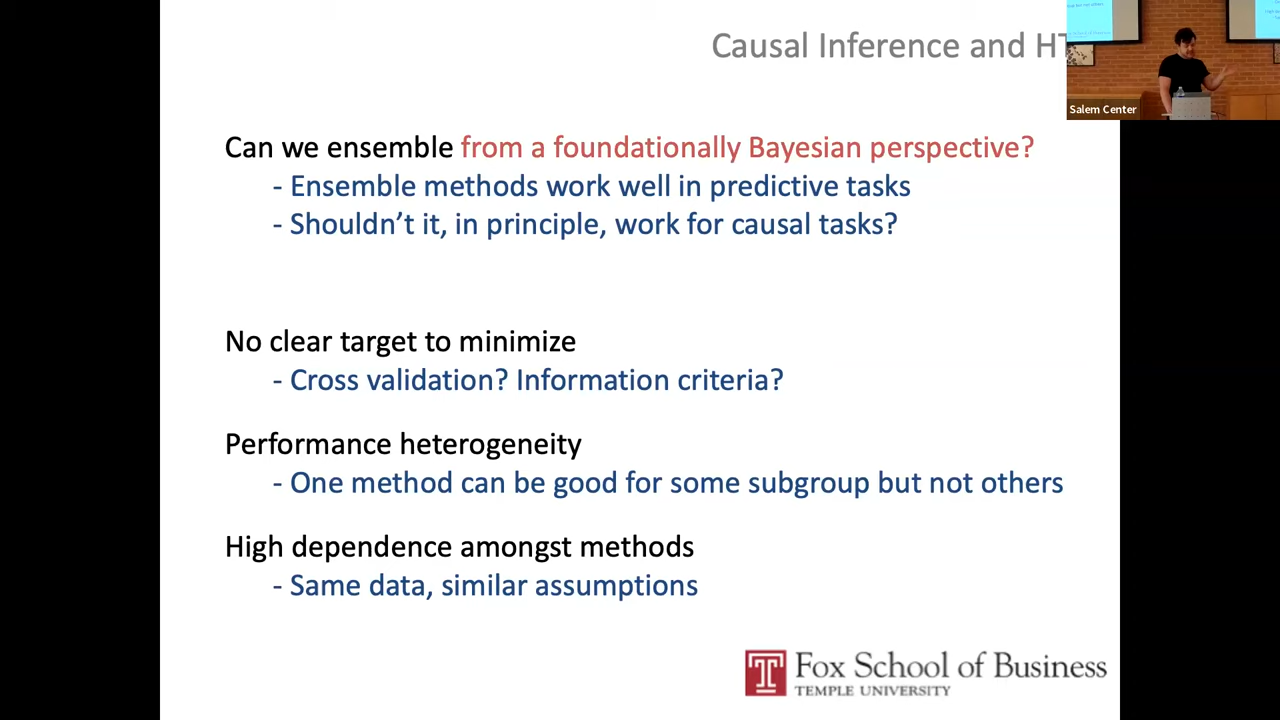 Causal Inference and HT
Salem Center
Can we ensemble from a foundationally Bayesian perspective?
- Ensemble methods work well in predictive tasks
- Shouldn’t it, in principle, work for causal tasks?
No clear target to minimize
- Cross validation? Information criteria?
Performance heterogeneity
- One method can be good for some subgroup but not others
High dependence amongst methods
- Same data, similar assumptions
Fox School of Business
TEMPLE UNIVERSITY